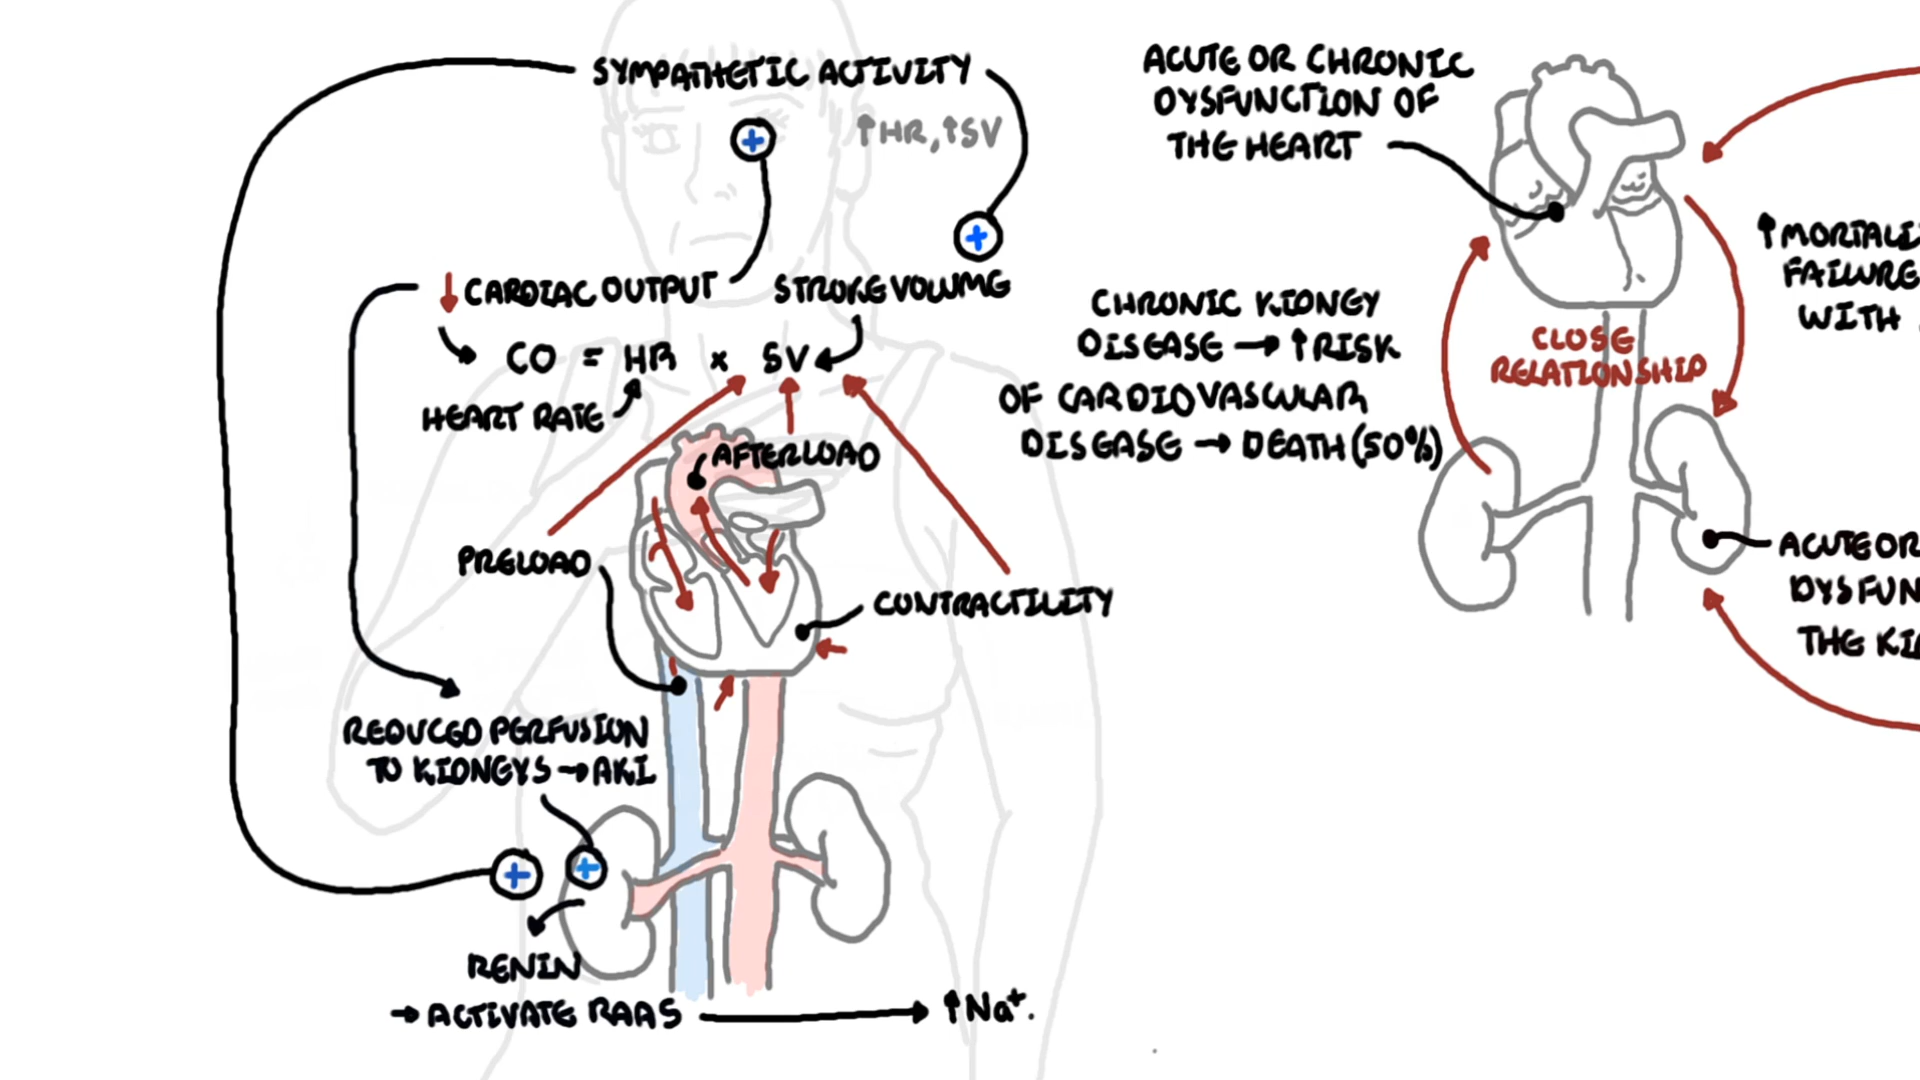 SYMPATHETIC ACTIVITY
↑HR, ↑SV
↓ CARDIAC OUTPUT
STROKE VOLUME
CO = HR x SV
HEART RATE
AFTERLOAD
PRELOAD
CONTRACTILITY
REDUCED PERFUSION
TO KIDNEYS → AKI
RENIN
→ ACTIVATE RAAS
↑Na+.
ACUTE OR CHRONIC
DYSFUNCTION OF
THE HEART
CHRONIC KIDNEY
DISEASE → ↑RISK
OF CARDIOVASCULAR
DISEASE → DEATH (50%)
CLOSE
RELATIONSHIP
↑MORTALI
FAILURE
WITH
ACUTE OR
DYSFUN
THE KI